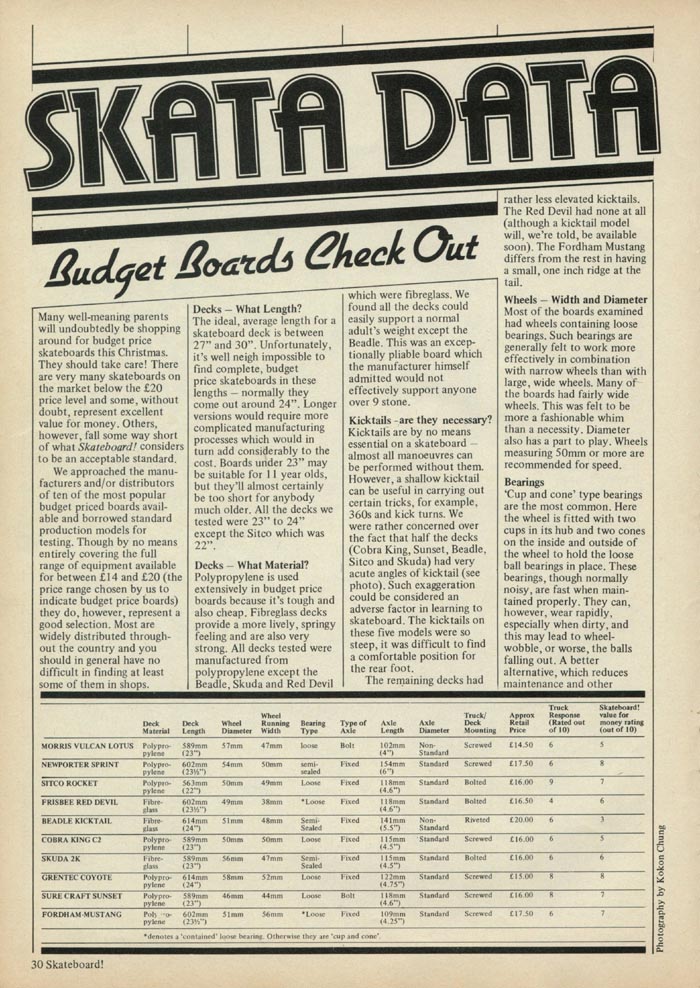 SKATA DATA
Budget Boards Check Out
Many well-meaning parents
will undoubtedly be shopping
around for budget price
skateboards this Christmas.
They should take care! There
are very many skateboards on
the market below the £20
price level and some, without
doubt, represent excellent
value for money. Others,
however, fall some way short
of what Skateboard! considers
to be an acceptable standard.
We approached the manu-
facturers and/or distributors
of ten of the most popular
budget priced boards avail-
able and borrowed standard
production models for
testing. Though by no means
entirely covering the full
range of equipment available
for between £14 and £20 (the
price range chosen by us to
indicate budget price boards)
they do, however, represent a
good selection. Most are
widely distributed through-
out the country and you
should in general have no
difficult in finding at least
some of them in shops.
Decks — What Length?
The ideal, average length for a
skateboard deck is between
27" and 30". Unfortunately,
it's well neigh impossible to
find complete, budget
price skateboards in these
lengths — normally they
come out around 24". Longer
versions would require more
complicated manufacturing
processes which would in
turn add considerably to the
cost. Boards under 23" may
be suitable for 11 year olds,
but they'll almost certainly
be too short for anybody
much older. All the decks we
tested were 23" to 24"
except the Sitco which was
22".
Decks — What Material?
Polypropylene is used
extensively in budget price
boards because it's tough and
also cheap. Fibreglass decks
provide a more lively, springy
feeling and are also very
strong. All decks tested were
manufactured from
polypropylene except the
Beadle, Skuda and Red Devil
which were fibreglass. We
found all the decks could
easily support a normal
adult's weight except the
Beadle. This was an excep-
tionally pliable board which
the manufacturer himself
admitted would not
effectively support anyone
over 9 stone.
Kicktails -are they necessary?
Kicktails are by no means
essential on a skateboard —
almost all manoeuvres can
be performed without them.
However, a shallow kicktail
can be useful in carrying out
certain tricks, for example,
360s and kick turns. We
were rather concerned over
the fact that half the decks
(Cobra King, Sunset, Beadle,
Sitco and Skuda) had very
acute angles of kicktail (see
photo). Such exaggeration
could be considered an
adverse factor in learning to
skateboard. The kicktails on
these five models were so
steep, it was difficult to find
a comfortable position for
the rear foot.
The remaining decks had
rather less elevated kicktails.
The Red Devil had none at all
(although a kicktail model
will, we're told, be available
soon). The Fordham Mustang
differs from the rest in having
a small, one inch ridge at the
tail.
Wheels — Width and Diameter
Most of the boards examined
had wheels containing loose
bearings. Such bearings are
generally felt to work more
effectively in combination
with narrow wheels than with
large, wide wheels. Many of
the boards had fairly wide
wheels. This was felt to be
more a fashionable whim
than a necessity. Diameter
also has a part to play. Wheels
measuring 50mm or more are
recommended for speed.
Bearings
'Cup and cone' type bearings
are the most common. Here
the wheel is fitted with two
cups in its hub and two cones
on the inside and outside of
the wheel to hold the loose
ball bearings in place. These
bearings, though normally
noisy, are fast when main-
tained properly. They can,
however, wear rapidly,
especially when dirty, and
this may lead to wheel-
wobble, or worse, the balls
falling out. A better
alternative, which reduces
maintenance and other
Deck Material Deck Length Wheel Diameter Wheel Running Width Bearing Type Type of Axle Axle Length Axle Diameter Truck/Deck Mounting Approx Retail Price Truck Response (Rated out of 10) Skateboard! value for money rating (out of 10)
MORRIS VULCAN LOTUS Polypro-pylene 589mm (23") 57mm 47mm loose Bolt 102mm (4") Non-Standard Screwed £14.50 6 5
NEWPORTER SPRINT Polypro-pylene 602mm (23½") 54mm 50mm semi-sealed Fixed 154mm (6") Standard Screwed £17.50 6 8
SITCO ROCKET Polypro-pylene 563mm (22") 50mm 49mm Loose Fixed 118mm (4.6") Standard Bolted £16.00 9 7
FRISBEE RED DEVIL Fibre-glass 602mm (23½") 49mm 38mm *Loose Fixed 118mm (4.6") Standard Bolted £16.50 4 6
BEADLE KICKTAIL Fibre-glass 614mm (24") 51mm 48mm Semi-Sealed Fixed 141mm (5.5") Non-Standard Riveted £20.00 6 3
COBRA KING C2 Polypro-pylene 589mm (23") 50mm 50mm Loose Fixed 115mm (4.5") Standard Screwed £16.00 6 5
SKUDA 2K Fibre-glass 589mm (23") 56mm 47mm Semi-Sealed Fixed 115mm (4.5") Standard Bolted £16.00 6 6
GRENTEC COYOTE Polypro-pylene 614mm (24") 58mm 52mm Loose Fixed 122mm (4.75") Standard Screwed £15.00 8 8
SURE CRAFT SUNSET Polypro-pylene 589mm (23") 46mm 44mm Loose Bolt 118mm (4.6") Standard Screwed £16.00 8 7
FORDHAM-MUSTANG Polypro-pylene 602mm (23½") 51mm 56mm *Loose Fixed 109mm (4.25") Standard Screwed £17.50 6 7
*denotes a 'contained' loose bearing. Otherwise they are 'cup and cone'.
Photography by Kokon Chung
30 Skateboard!